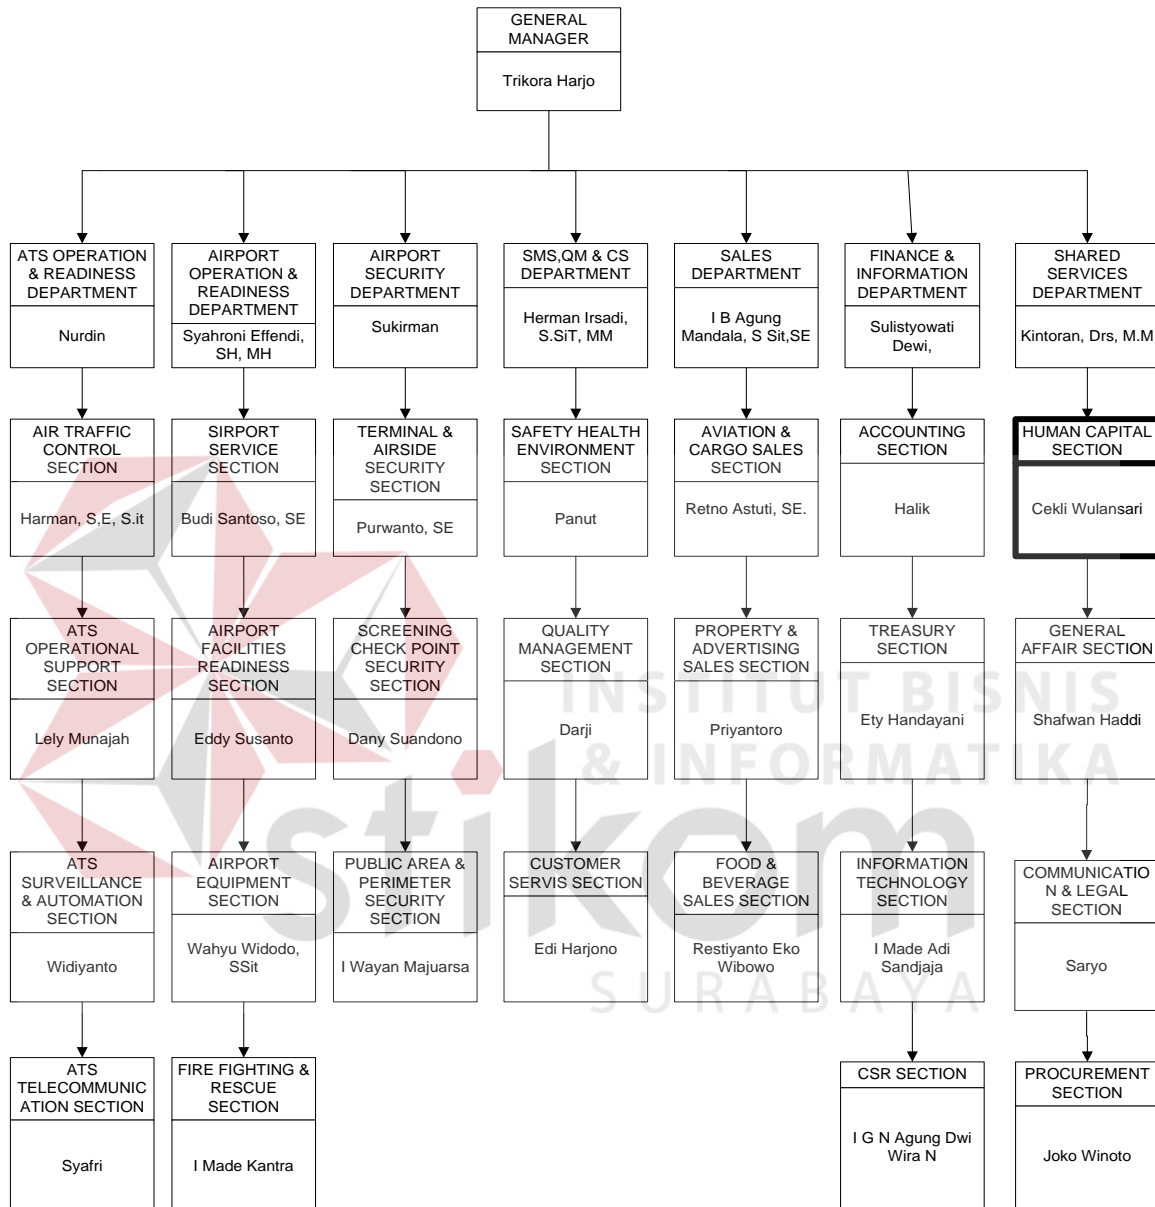 GENERAL
MANAGER
Trikora Harjo
ATS OPERATION
& READINESS
DEPARTMENT
Nurdin
AIRPORT
OPERATION &
READINESS
DEPARTMENT
Syahroni Effendi,
SH, MH
AIRPORT
SECURITY
DEPARTMENT
Sukirman
SMS,QM & CS
DEPARTMENT
Herman Irsadi,
S.SiT, MM
SALES
DEPARTMENT
I B Agung
Mandala, S Sit,SE
FINANCE &
INFORMATION
DEPARTMENT
Sulistyowati
Dewi,
SHARED
SERVICES
DEPARTMENT
Kintoran, Drs, M.M
AIR TRAFFIC
CONTROL
SECTION
Harman, S,E, S.it
SIRPORT
SERVICE
SECTION
Budi Santoso, SE
TERMINAL &
AIRSIDE
SECURITY
SECTION
Purwanto, SE
SAFETY HEALTH
ENVIRONMENT
SECTION
Panut
AVIATION &
CARGO SALES
SECTION
Retno Astuti, SE.
ACCOUNTING
SECTION
Halik
HUMAN CAPITAL
SECTION
Cekli Wulansari
ATS
OPERATIONAL
SUPPORT
SECTION
Lely Munajah
AIRPORT
FACILITIES
READINESS
SECTION
Eddy Susanto
SCREENING
CHECK POINT
SECURITY
SECTION
Dany Suandono
QUALITY
MANAGEMENT
SECTION
Darji
PROPERTY &
ADVERTISING
SALES SECTION
Priyantoro
TREASURY
SECTION
Ety Handayani
GENERAL
AFFAIR SECTION
Shafwan Haddi
INSTITUT BISNIS
& INFORMATIKA
stikom
SURABAYA
ATS
SURVEILLANCE
& AUTOMATION
SECTION
Widiyanto
AIRPORT
EQUIPMENT
SECTION
Wahyu Widodo,
SSit
PUBLIC AREA &
PERIMETER
SECURITY
SECTION
I Wayan Majuarsa
CUSTOMER
SERVIS SECTION
Edi Harjono
FOOD &
BEVERAGE
SALES SECTION
Restiyanto Eko
Wibowo
INFORMATION
TECHNOLOGY
SECTION
I Made Adi
Sandjaja
COMMUNICATIO
N & LEGAL
SECTION
Saryo
ATS
TELECOMMUNIC
ATION SECTION
Syafri
FIRE FIGHTING &
RESCUE
SECTION
I Made Kantra
CSR SECTION
I G N Agung Dwi
Wira N
PROCUREMENT
SECTION
Joko Winoto